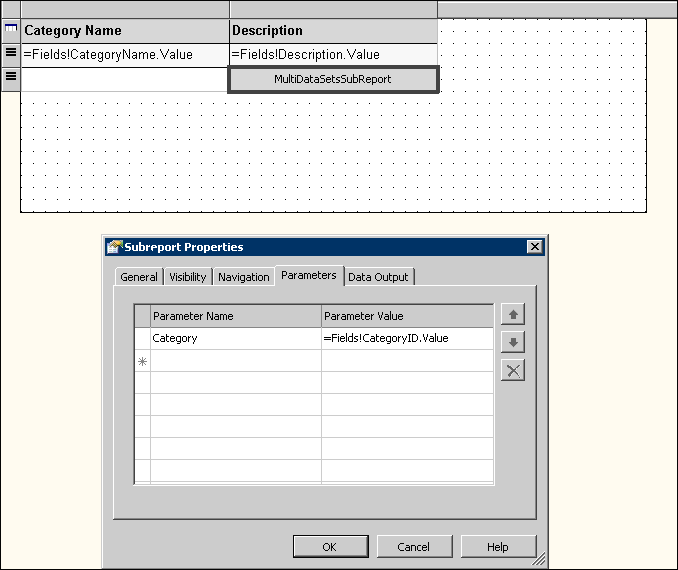 Category Name Description
=Fields!CategoryName.Value =Fields!Description.Value
MultiDataSetsSubReport
Subreport Properties
General Visibility Navigation Parameters Data Output
Parameter Name Parameter Value
Category =Fields!CategoryID.Value
OK Cancel Help